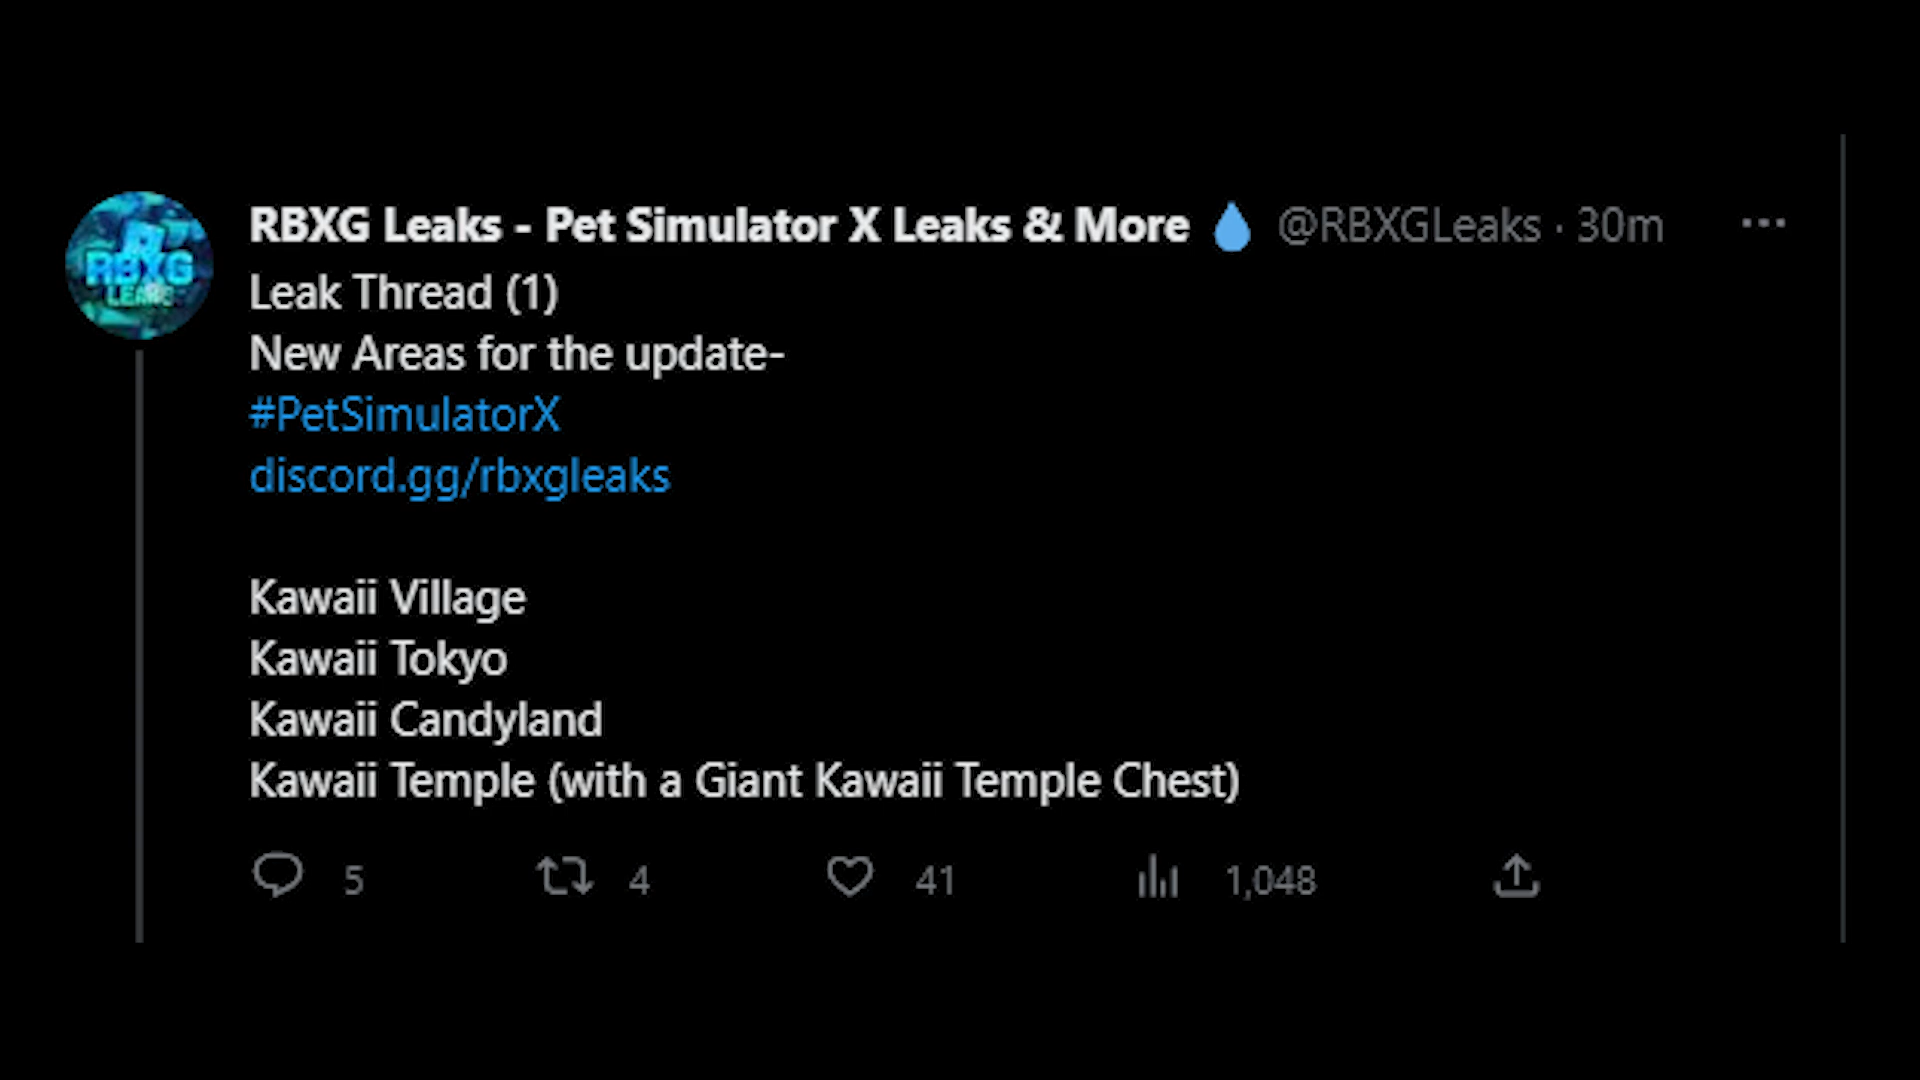 RBXG Leaks - Pet Simulator X Leaks & More 💧 @RBXGLeaks · 30m ...
RBXG
LEAKS
Leak Thread (1)
New Areas for the update-
#PetSimulatorX
discord.gg/rbxgleaks
Kawaii Village
Kawaii Tokyo
Kawaii Candyland
Kawaii Temple (with a Giant Kawaii Temple Chest)
5 4 41 1,048